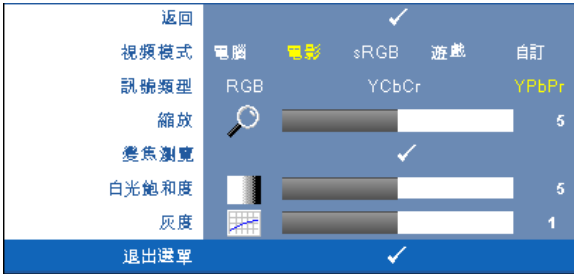 返回
視頻模式 電腦 電影 sRGB 遊戲 自訂
訊號類型 RGB YCbCr YPbPr
縮放 5
變焦瀏覽
白光飽和度 5
灰度 1
退出選單